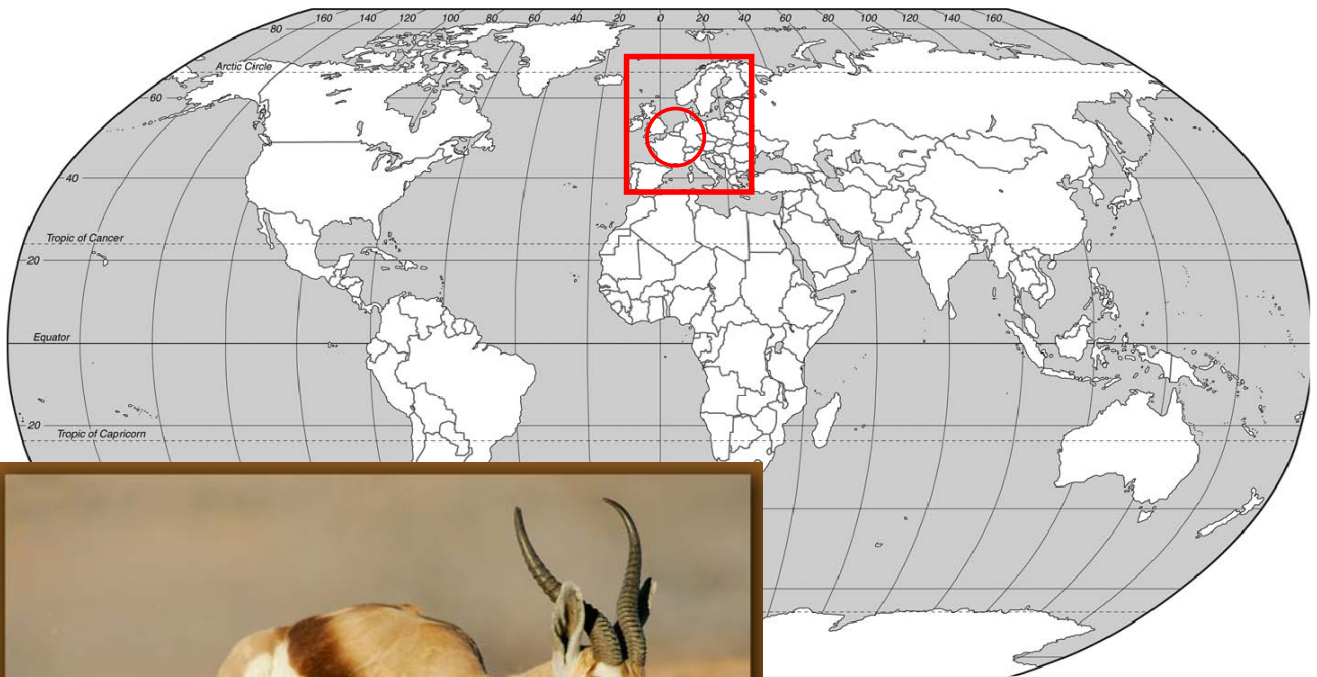 160 140 120 100 80 60 40 20 0 20 40 60 80 100 120 140 160
80
Arctic Circle
60
40
Tropic of Cancer
20
Equator
20
Tropic of Capricorn